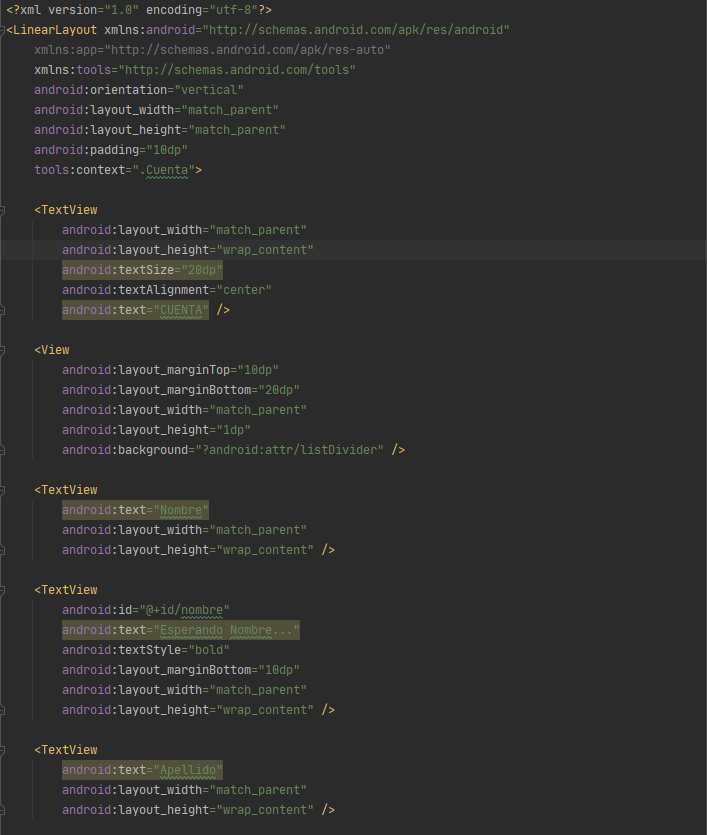 <?xml version="1.0" encoding="utf-8"?>
<LinearLayout xmlns:android="http://schemas.android.com/apk/res/android"
    xmlns:app="http://schemas.android.com/apk/res-auto"
    xmlns:tools="http://schemas.android.com/tools"
    android:orientation="vertical"
    android:layout_width="match_parent"
    android:layout_height="match_parent"
    android:padding="10dp"
    tools:context=".Cuenta">

    <TextView
        android:layout_width="match_parent"
        android:layout_height="wrap_content"
        android:textSize="20dp"
        android:textAlignment="center"
        android:text="CUENTA" />

    <View
        android:layout_marginTop="10dp"
        android:layout_marginBottom="20dp"
        android:layout_width="match_parent"
        android:layout_height="1dp"
        android:background="?android:attr/listDivider" />

    <TextView
        android:text="Nombre"
        android:layout_width="match_parent"
        android:layout_height="wrap_content" />

    <TextView
        android:id="@+id/nombre"
        android:text="Esperando Nombre..."
        android:textStyle="bold"
        android:layout_marginBottom="10dp"
        android:layout_width="match_parent"
        android:layout_height="wrap_content" />

    <TextView
        android:text="Apellido"
        android:layout_width="match_parent"
        android:layout_height="wrap_content" />